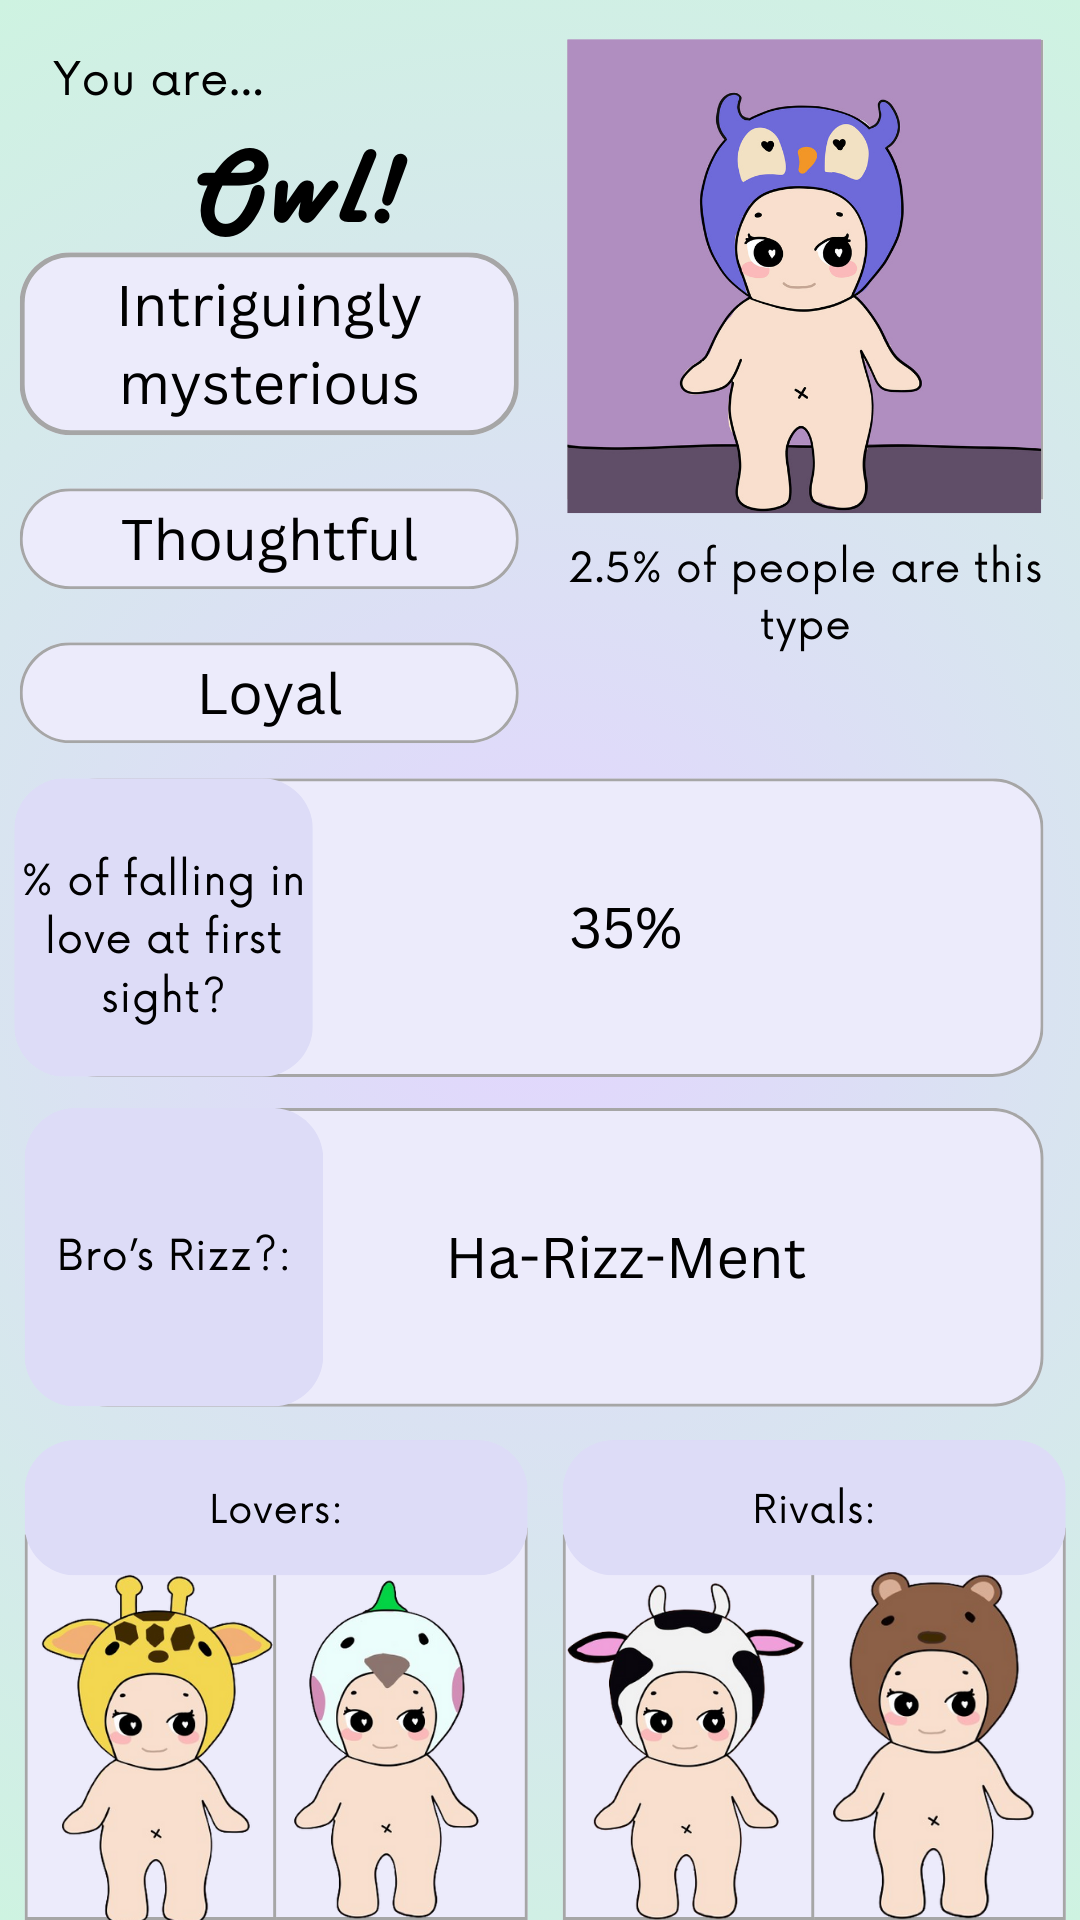 You are...
Owl!
Intriguingly
mysterious
Thoughtful
Loyal
2.5% of people are this
type
% of falling in
love at first
sight?
35%
Bro's Rizz?:
Ha-Rizz-Ment
Lovers:
Rivals: